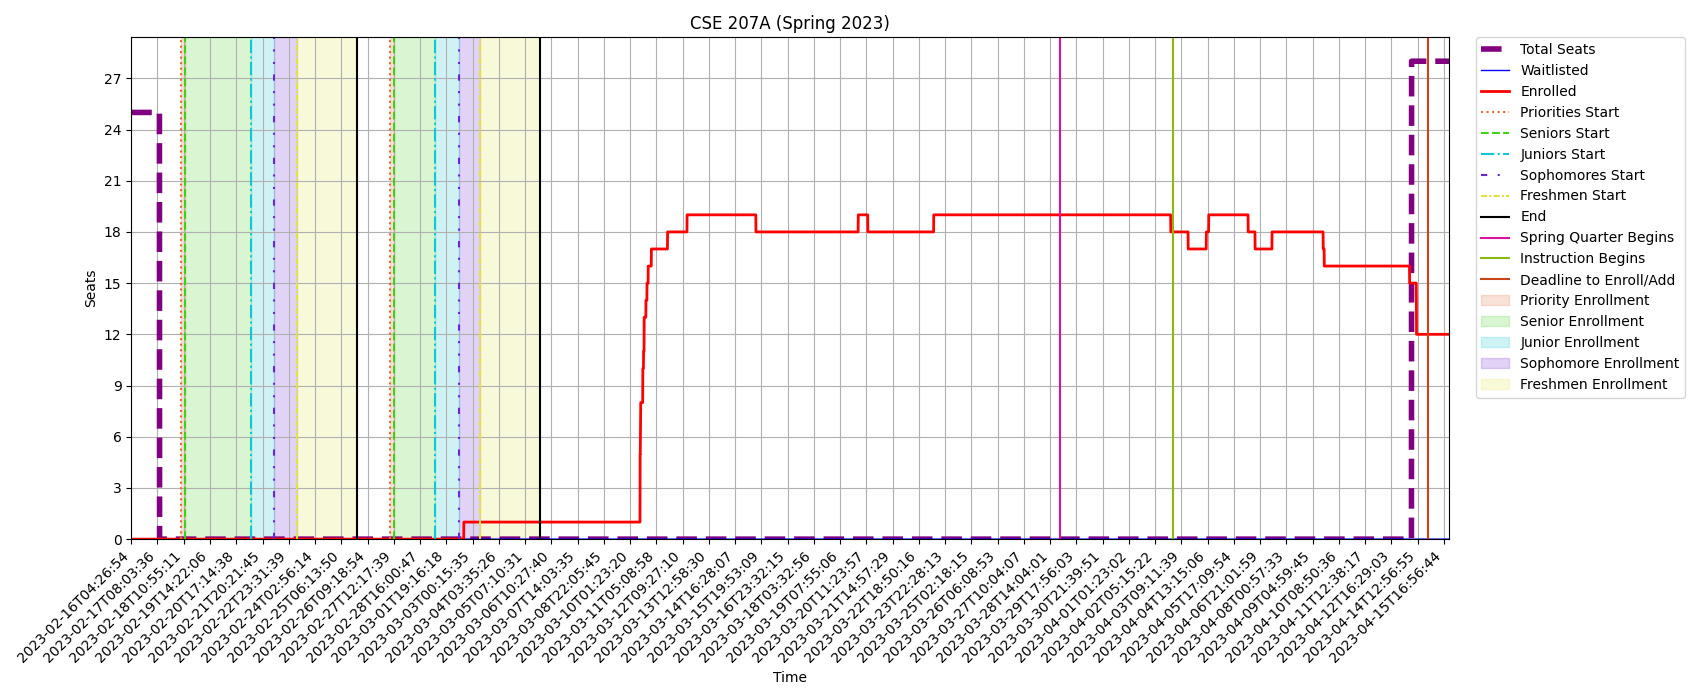 CSE 207A (Spring 2023)
Seats
27
24
21
18
15
12
9
6
3
0
2023-02-16T04:26:54
2023-02-17T08:03:36
2023-02-18T10:55:11
2023-02-19T14:22:06
2023-02-20T17:14:38
2023-02-21T20:21:45
2023-02-22T23:31:39
2023-02-24T02:56:14
2023-02-25T06:13:50
2023-02-26T09:18:54
2023-02-27T12:17:39
2023-02-28T16:00:47
2023-03-01T19:16:18
2023-03-04T00:15:35
2023-03-05T03:35:26
2023-03-05T07:10:31
2023-03-06T10:27:40
2023-03-07T14:03:35
2023-03-08T22:05:45
2023-03-10T01:23:20
2023-03-11T05:08:58
2023-03-12T09:27:10
2023-03-13T12:58:30
2023-03-14T16:28:07
2023-03-15T19:53:09
2023-03-16T23:32:15
2023-03-18T03:32:56
2023-03-19T07:55:06
2023-03-20T11:23:57
2023-03-21T14:57:29
2023-03-22T18:50:16
2023-03-23T22:28:13
2023-03-25T02:18:15
2023-03-26T06:08:53
2023-03-27T10:04:07
2023-03-28T14:04:01
2023-03-29T17:56:03
2023-03-30T21:39:51
2023-04-01T01:23:02
2023-04-02T05:15:22
2023-04-03T09:11:39
2023-04-04T13:15:06
2023-04-05T17:09:54
2023-04-06T21:01:59
2023-04-08T00:57:33
2023-04-09T04:59:45
2023-04-10T08:50:36
2023-04-11T12:38:17
2023-04-12T16:29:03
2023-04-14T12:56:55
2023-04-15T16:56:44
Time
Total Seats
Waitlisted
Enrolled
Priorities Start
Seniors Start
Juniors Start
Sophomores Start
Freshmen Start
End
Spring Quarter Begins
Instruction Begins
Deadline to Enroll/Add
Priority Enrollment
Senior Enrollment
Junior Enrollment
Sophomore Enrollment
Freshmen Enrollment